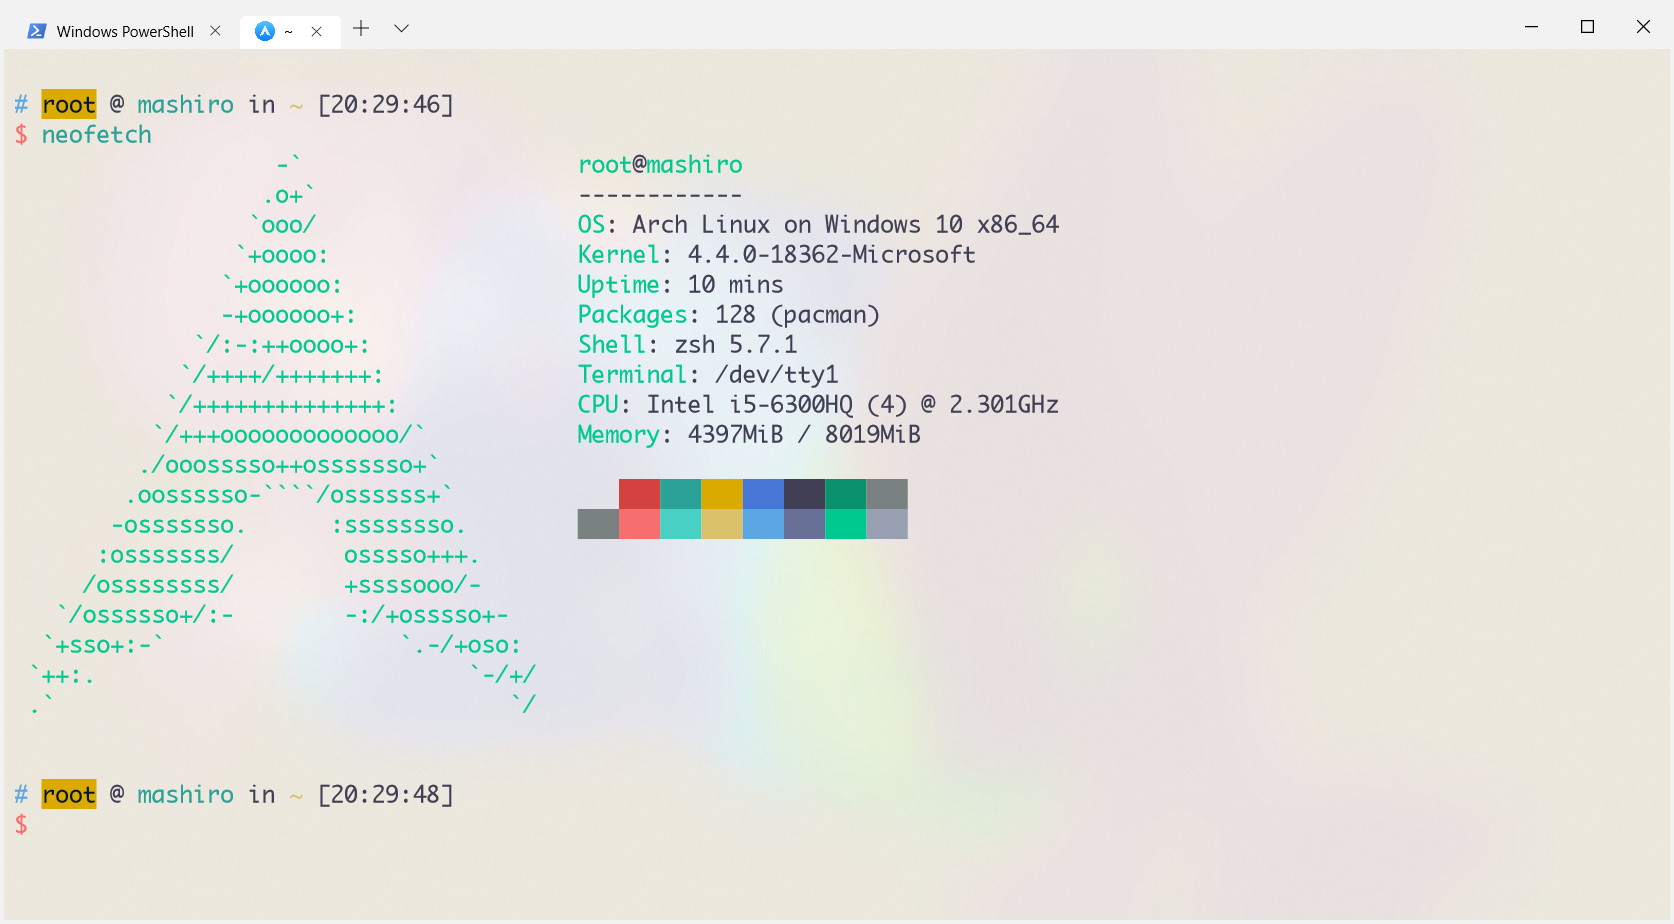 Windows PowerShell ~
# root @ mashiro in ~ [20:29:46]
$ neofetch
-`
.o+`
`ooo/
`+oooo:
`+oooooo:
-+oooooo+:
`/:-:++oooo+:
`/++++/+++++++:
`/++++++++++++++:
`/+++ooooooooooooo/`
./ooosssso++osssssso+`
.oossssso-````/ossssss+`
-osssssso. :ssssssso.
:osssssss/ osssso+++.
/ossssssss/ +ssssooo/-
`/ossssso+/:- -:/+osssso+-
`+sso+:-` `.-/+oso:
`++:. `-/+/
.` `/
root@mashiro
------------
OS: Arch Linux on Windows 10 x86_64
Kernel: 4.4.0-18362-Microsoft
Uptime: 10 mins
Packages: 128 (pacman)
Shell: zsh 5.7.1
Terminal: /dev/tty1
CPU: Intel i5-6300HQ (4) @ 2.301GHz
Memory: 4397MiB / 8019MiB
# root @ mashiro in ~ [20:29:48]
$